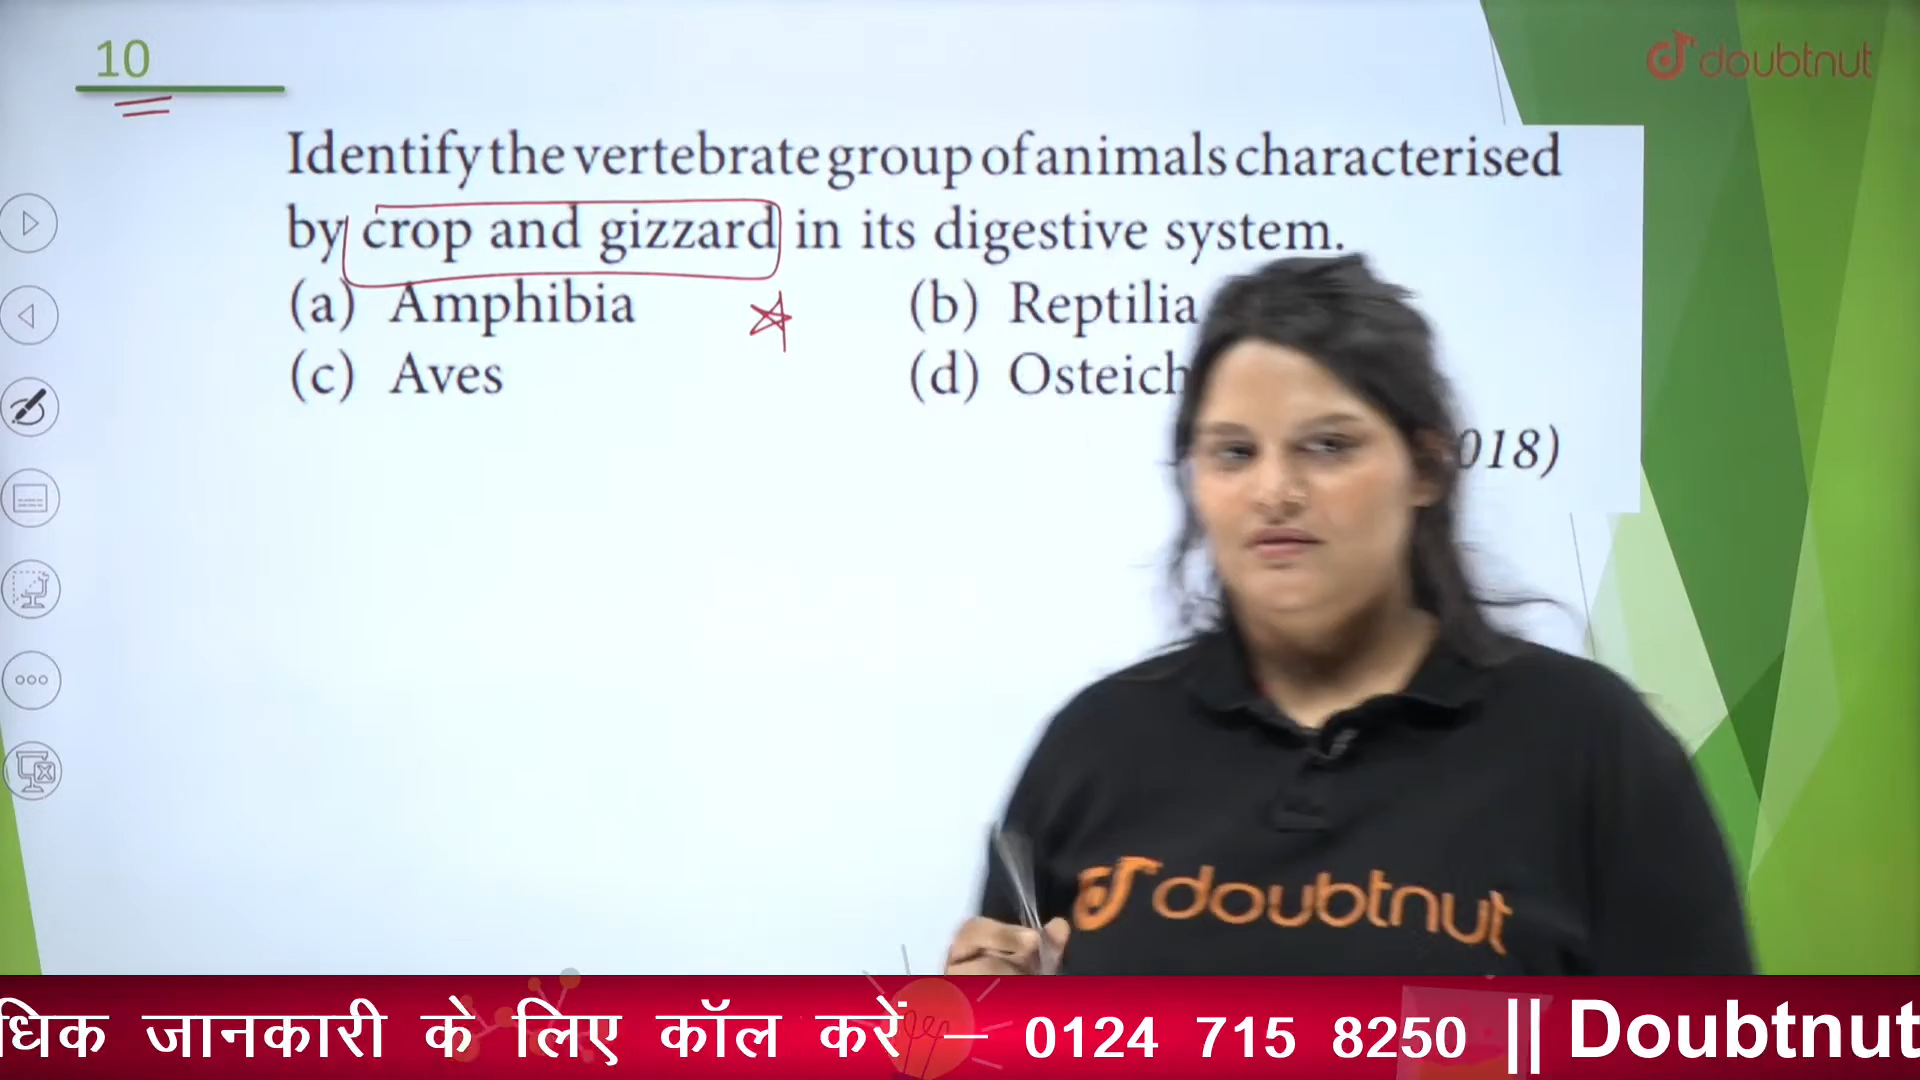 10
doubtnut
Identify the vertebrate group of animals characterised
by crop and gizzard in its digestive system.
(a) Amphibia (b) Reptilia
(c) Aves (d) Osteich
018)
doubtnut
धिक जानकारी के लिए कॉल करें – 0124 715 8250 || Doubtnut